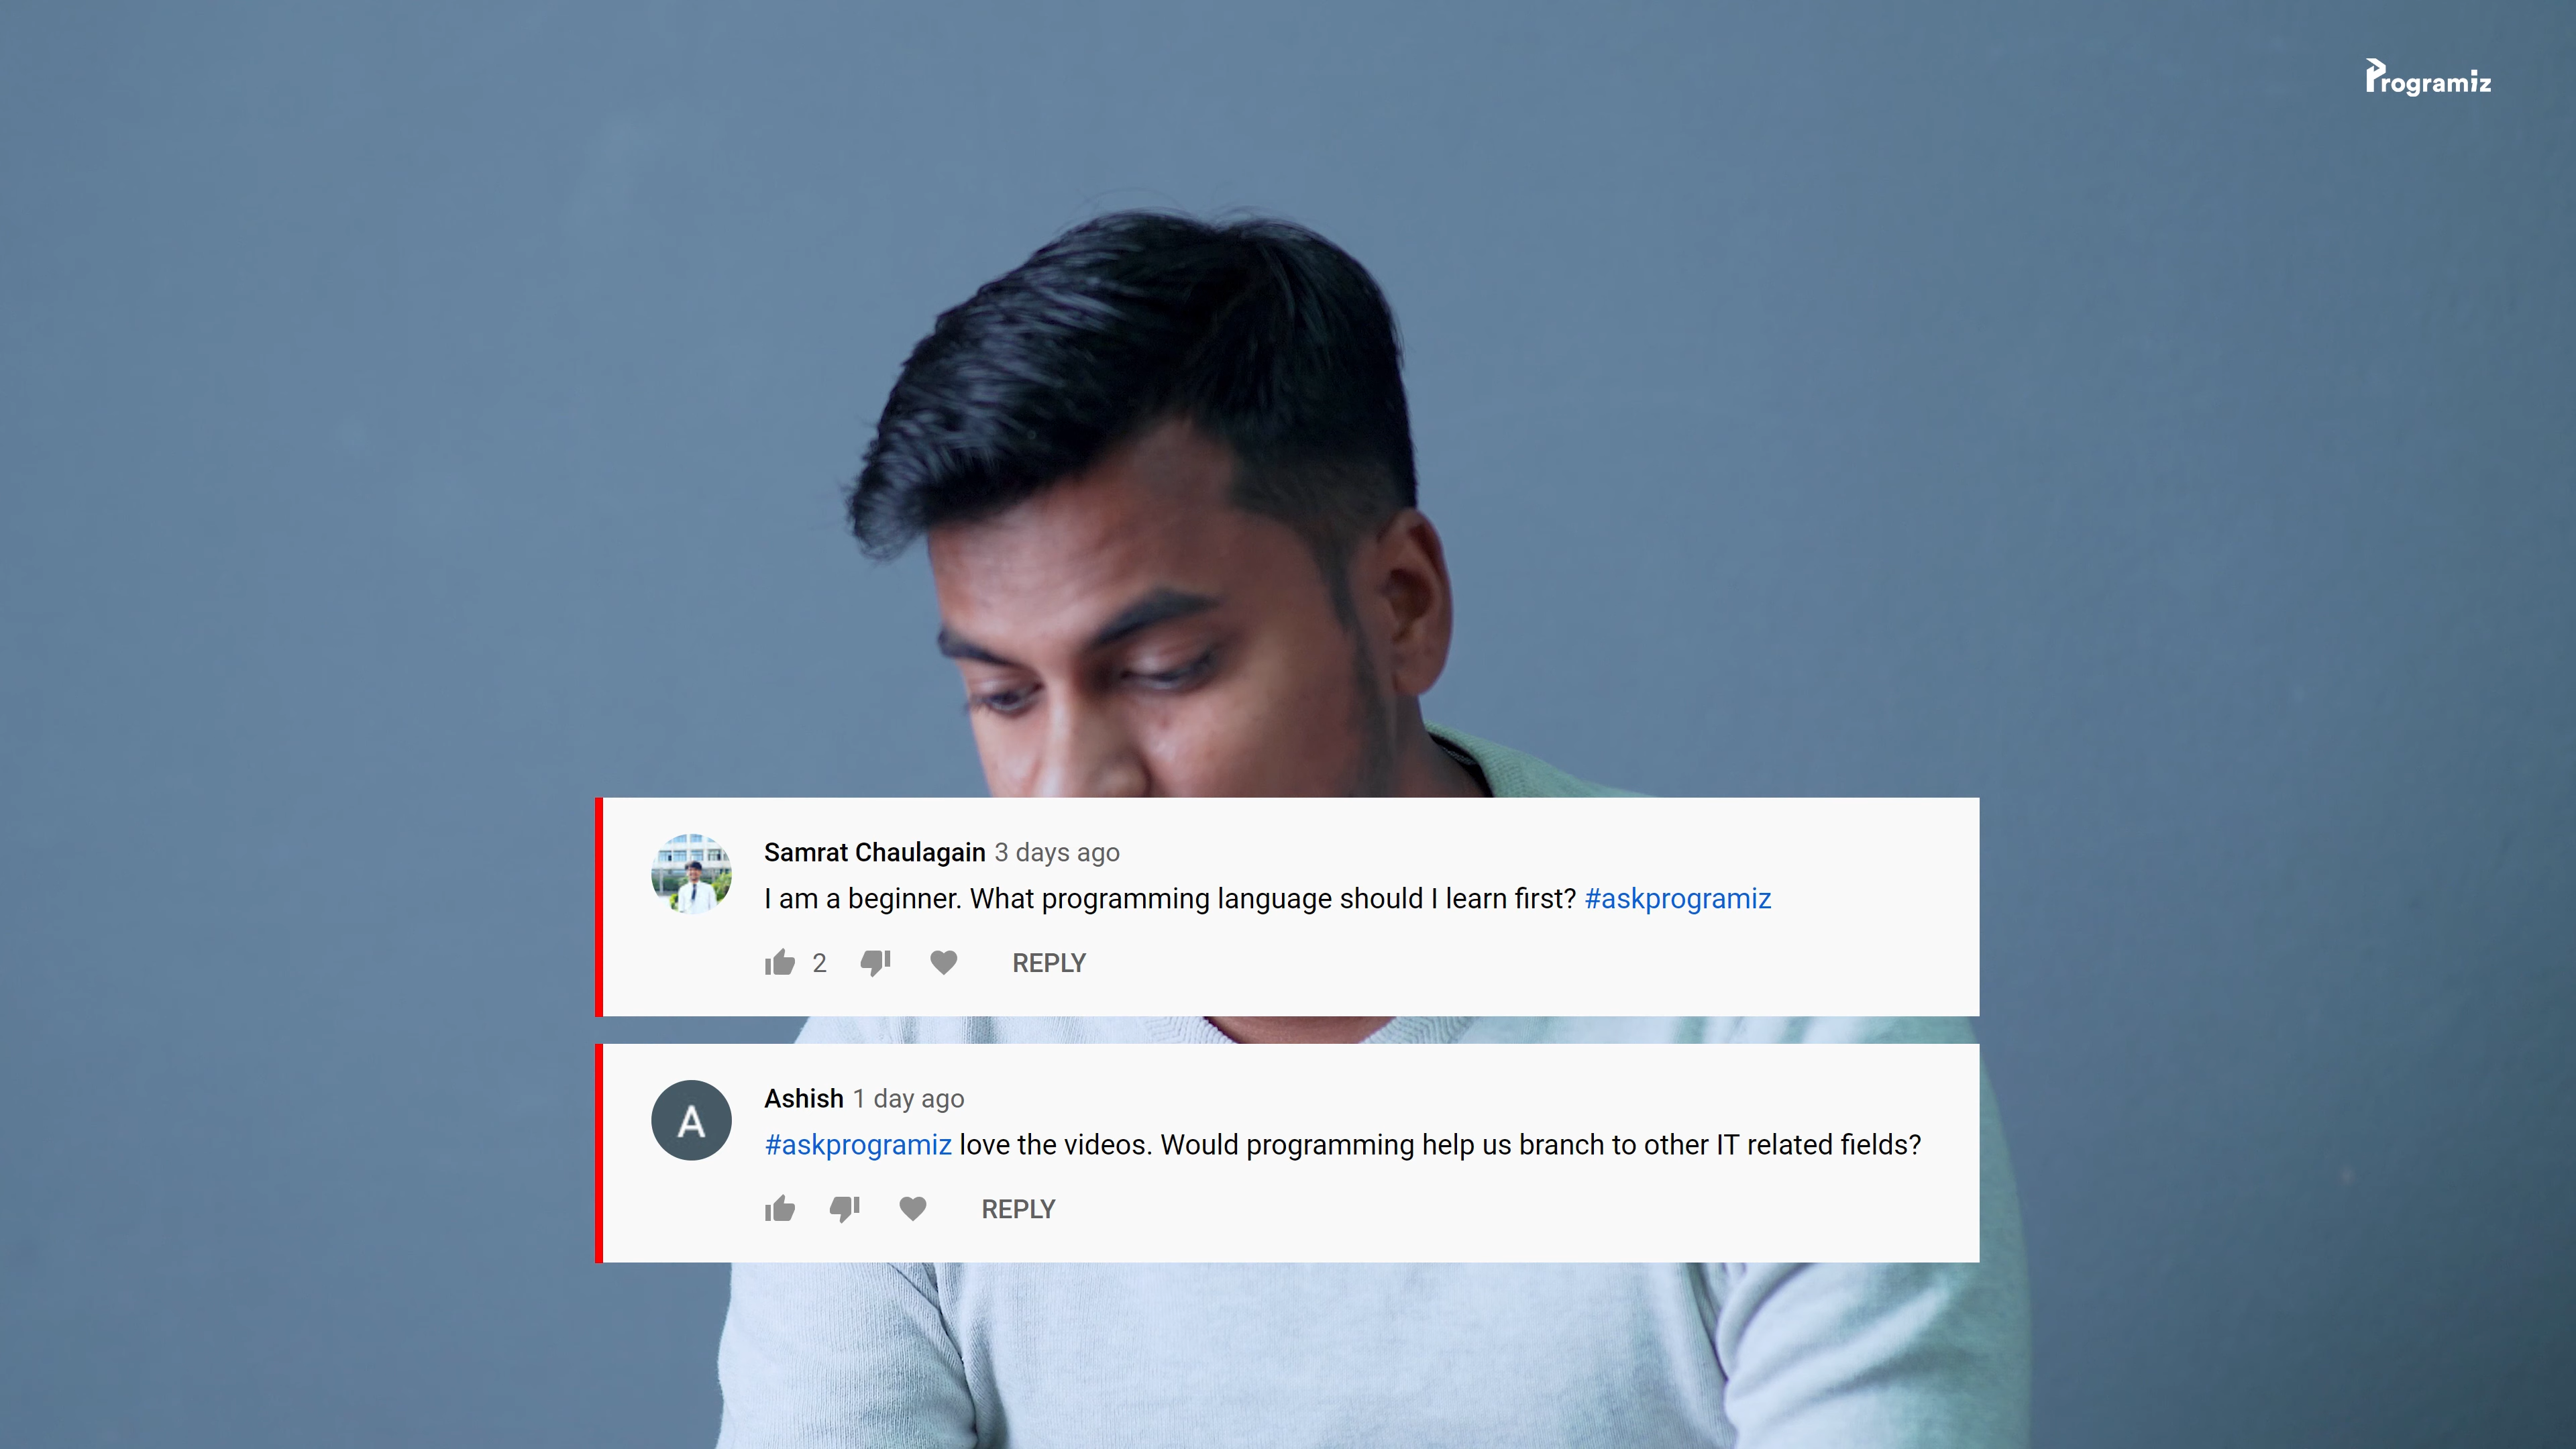 Programiz
Samrat Chaulagain 3 days ago
I am a beginner. What programming language should I learn first? #askprogramiz
2 REPLY
A
Ashish 1 day ago
#askprogramiz love the videos. Would programming help us branch to other IT related fields?
REPLY